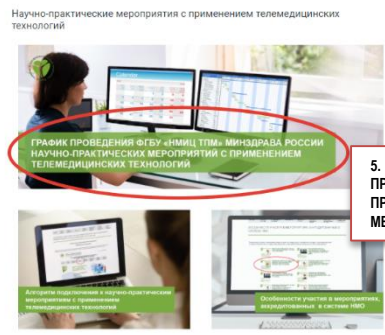 Научно-практические мероприятия с применением телемедицинских
технологий
ГРАФИК ПРОВЕДЕНИЯ ФГБУ «НМИЦ ТПМ» МИНЗДРАВА РОССИИ
НАУЧНО-ПРАКТИЧЕСКИХ МЕРОПРИЯТИЙ С ПРИМЕНЕНИЕМ
ТЕЛЕМЕДИЦИНСКИХ ТЕХНОЛОГИЙ
5.
ПР
ПР
МЕ
Алгоритм подключения к научно-практическим
мероприятиям с применением
телемедицинских технологий
Особенности участия в мероприятиях,
аккредитованных в системе НМО